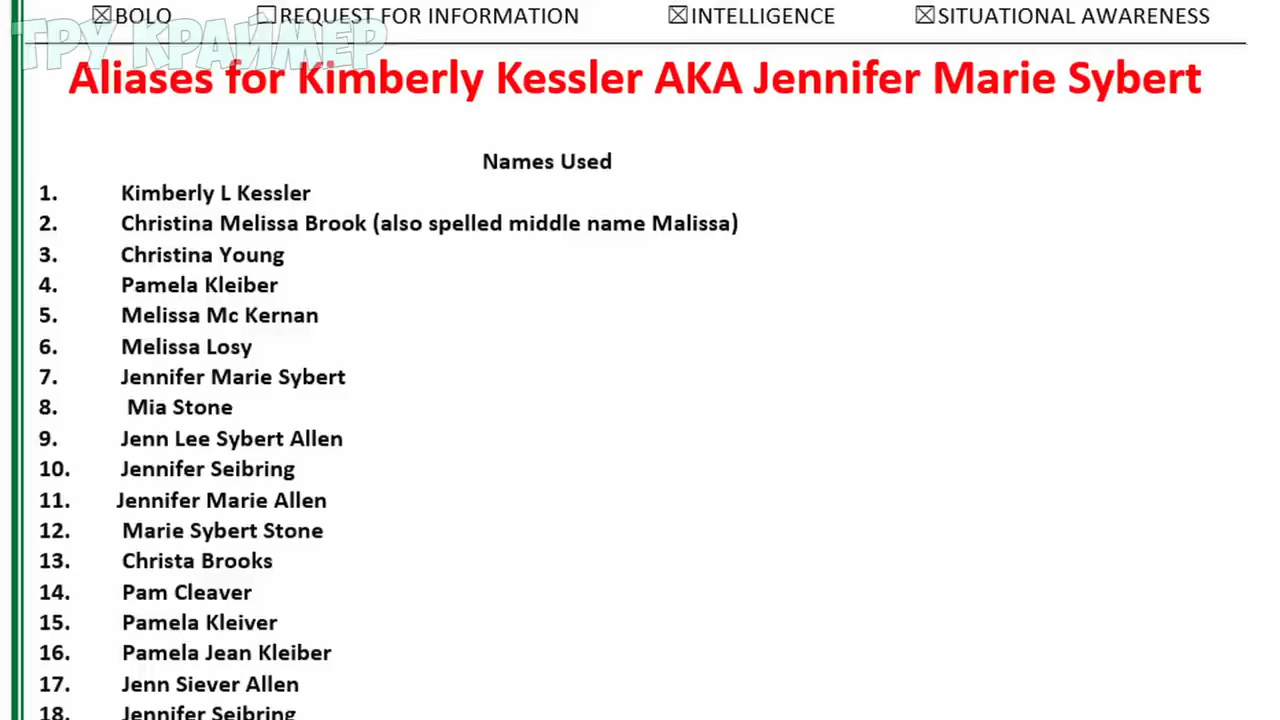 ☒BOLO ☐REQUEST FOR INFORMATION ☒INTELLIGENCE ☒SITUATIONAL AWARENESS
ТРУ КРАЙМЕР
Aliases for Kimberly Kessler AKA Jennifer Marie Sybert
Names Used
1. Kimberly L Kessler
2. Christina Melissa Brook (also spelled middle name Malissa)
3. Christina Young
4. Pamela Kleiber
5. Melissa Mc Kernan
6. Melissa Losy
7. Jennifer Marie Sybert
8. Mia Stone
9. Jenn Lee Sybert Allen
10. Jennifer Seibring
11. Jennifer Marie Allen
12. Marie Sybert Stone
13. Christa Brooks
14. Pam Cleaver
15. Pamela Kleiver
16. Pamela Jean Kleiber
17. Jenn Siever Allen
18. Jennifer Seibring